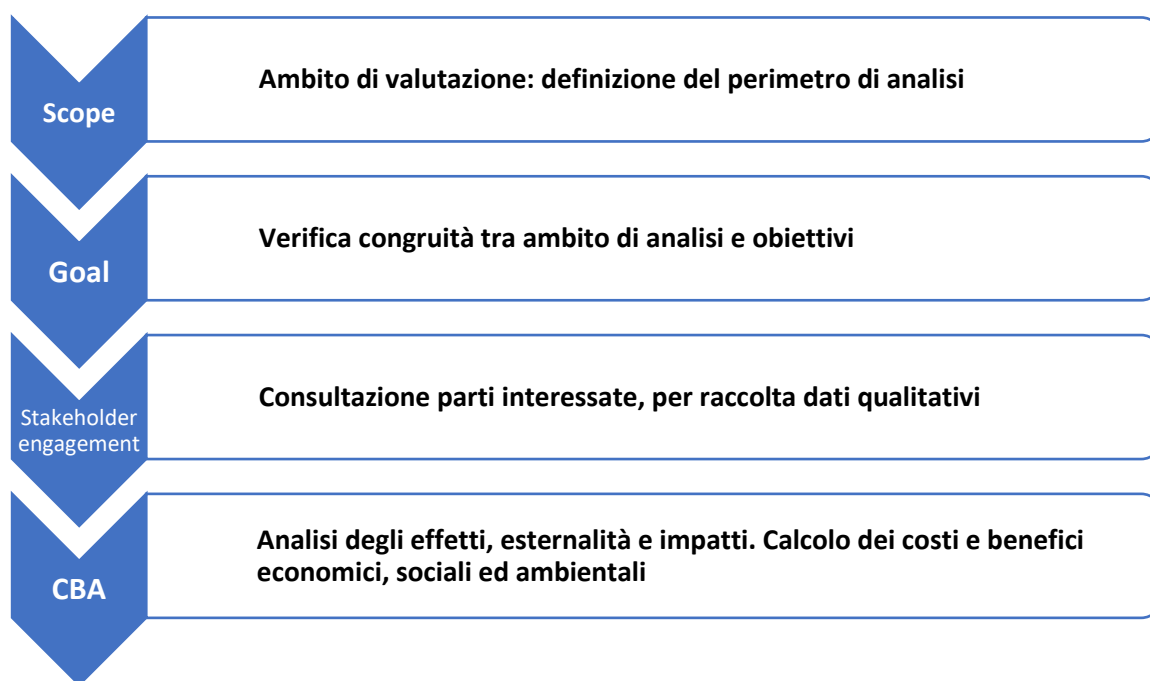 Scope
Ambito di valutazione: definizione del perimetro di analisi
Goal
Verifica congruità tra ambito di analisi e obiettivi
Stakeholder
engagement
Consultazione parti interessate, per raccolta dati qualitativi
CBA
Analisi degli effetti, esternalità e impatti. Calcolo dei costi e benefici
economici, sociali ed ambientali